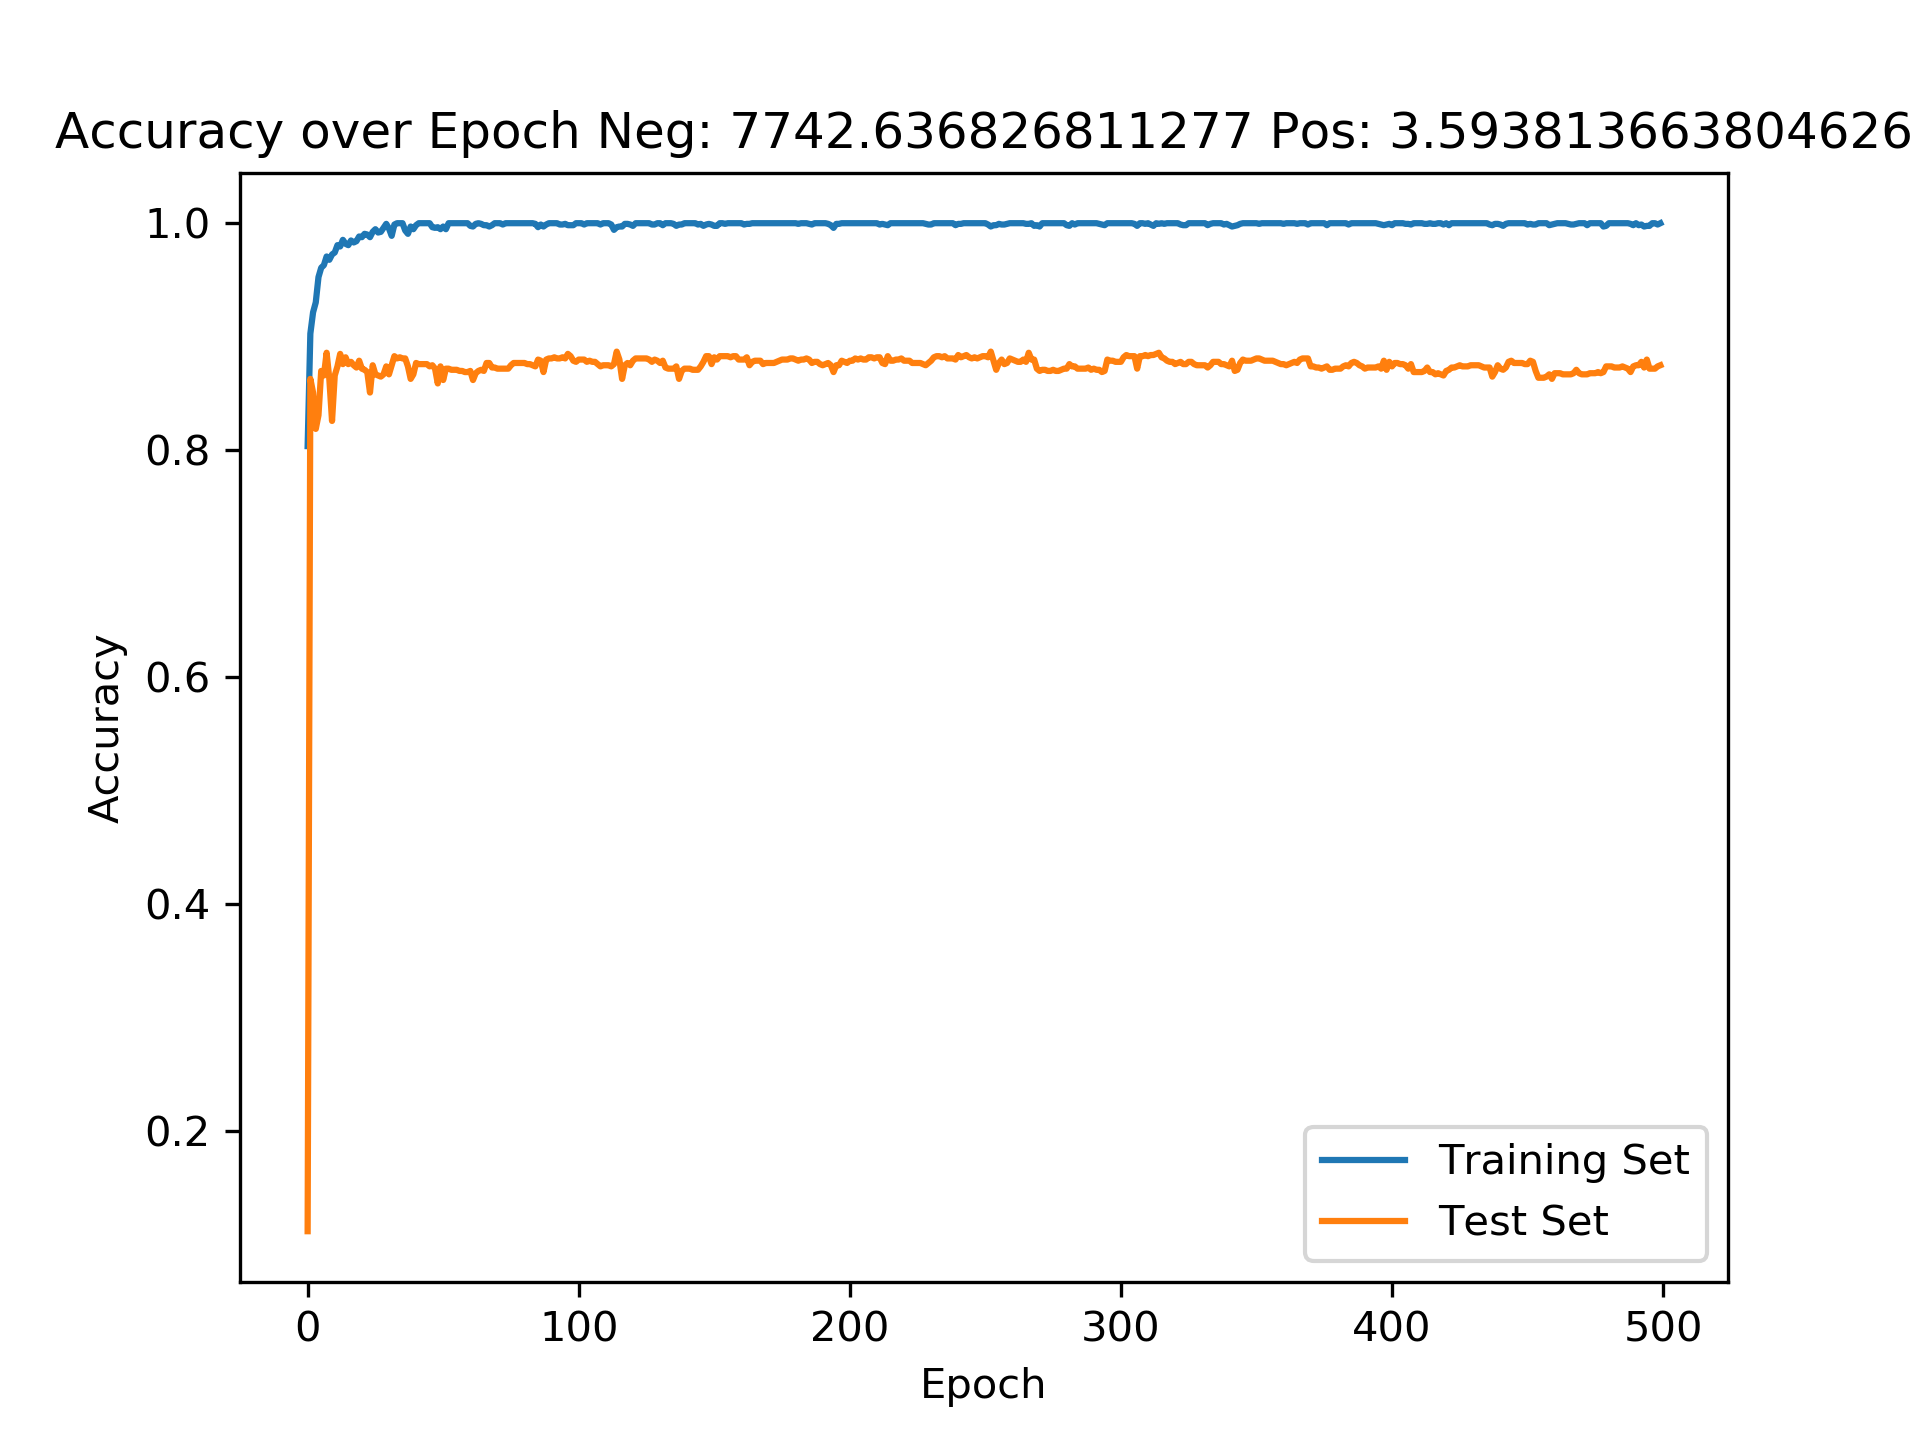 Accuracy over Epoch Neg: 7742.636826811277 Pos: 3.593813663804626
1.0
0.8
0.6
0.4
0.2
Accuracy
Training Set
Test Set
0 100 200 300 400 500
Epoch